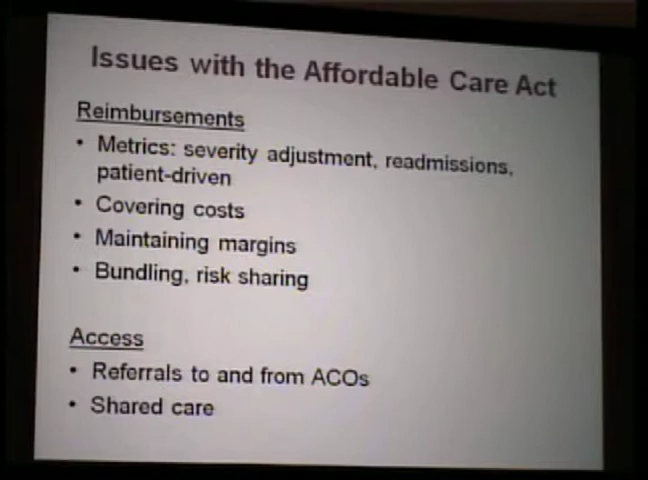 Issues with the Affordable Care Act
Reimbursements
• Metrics: severity adjustment, readmissions,
patient-driven
• Covering costs
• Maintaining margins
• Bundling, risk sharing
Access
• Referrals to and from ACOs
• Shared care